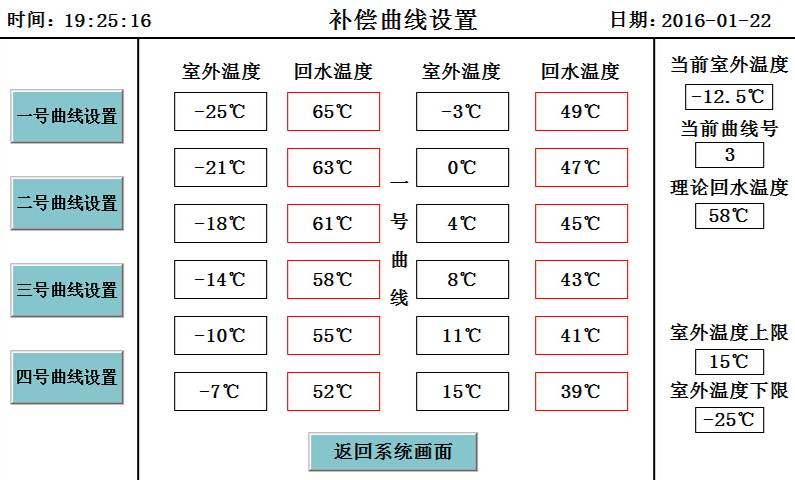 时间：19:25:16
补偿曲线设置
日期：2016-01-22
一号曲线设置
二号曲线设置
三号曲线设置
四号曲线设置
室外温度 回水温度 室外温度 回水温度
-25℃ 65℃ -3℃ 49℃
-21℃ 63℃ 0℃ 47℃
-18℃ 61℃ 4℃ 45℃
-14℃ 58℃ 8℃ 43℃
-10℃ 55℃ 11℃ 41℃
-7℃ 52℃ 15℃ 39℃
一号曲线
返回系统画面
当前室外温度
-12.5℃
当前曲线号
3
理论回水温度
58℃
室外温度上限
15℃
室外温度下限
-25℃